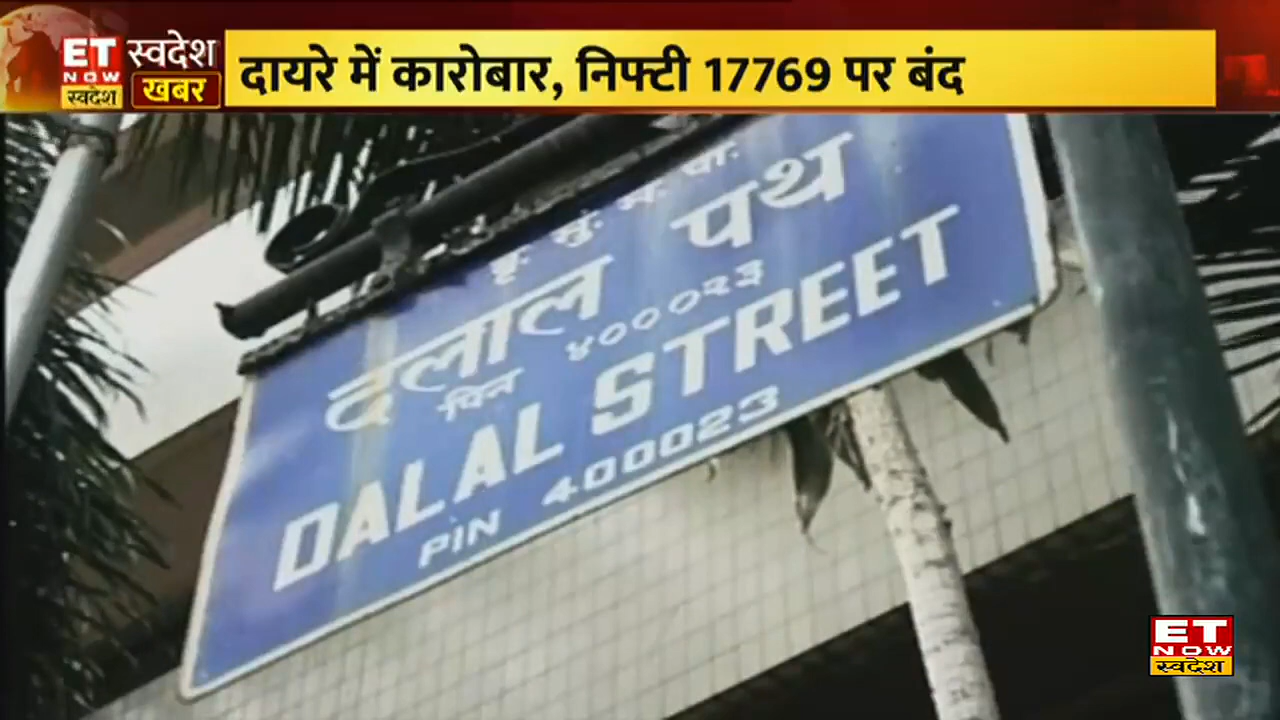 ET
NOW
स्वदेश
स्वदेश
खबर
दायरे में कारोबार, निफ्टी 17769 पर बंद
बृ. मुं. म. पा.
दलाल पथ
पिन ४०००२३
DALAL STREET
PIN 400023
ET
NOW
स्वदेश